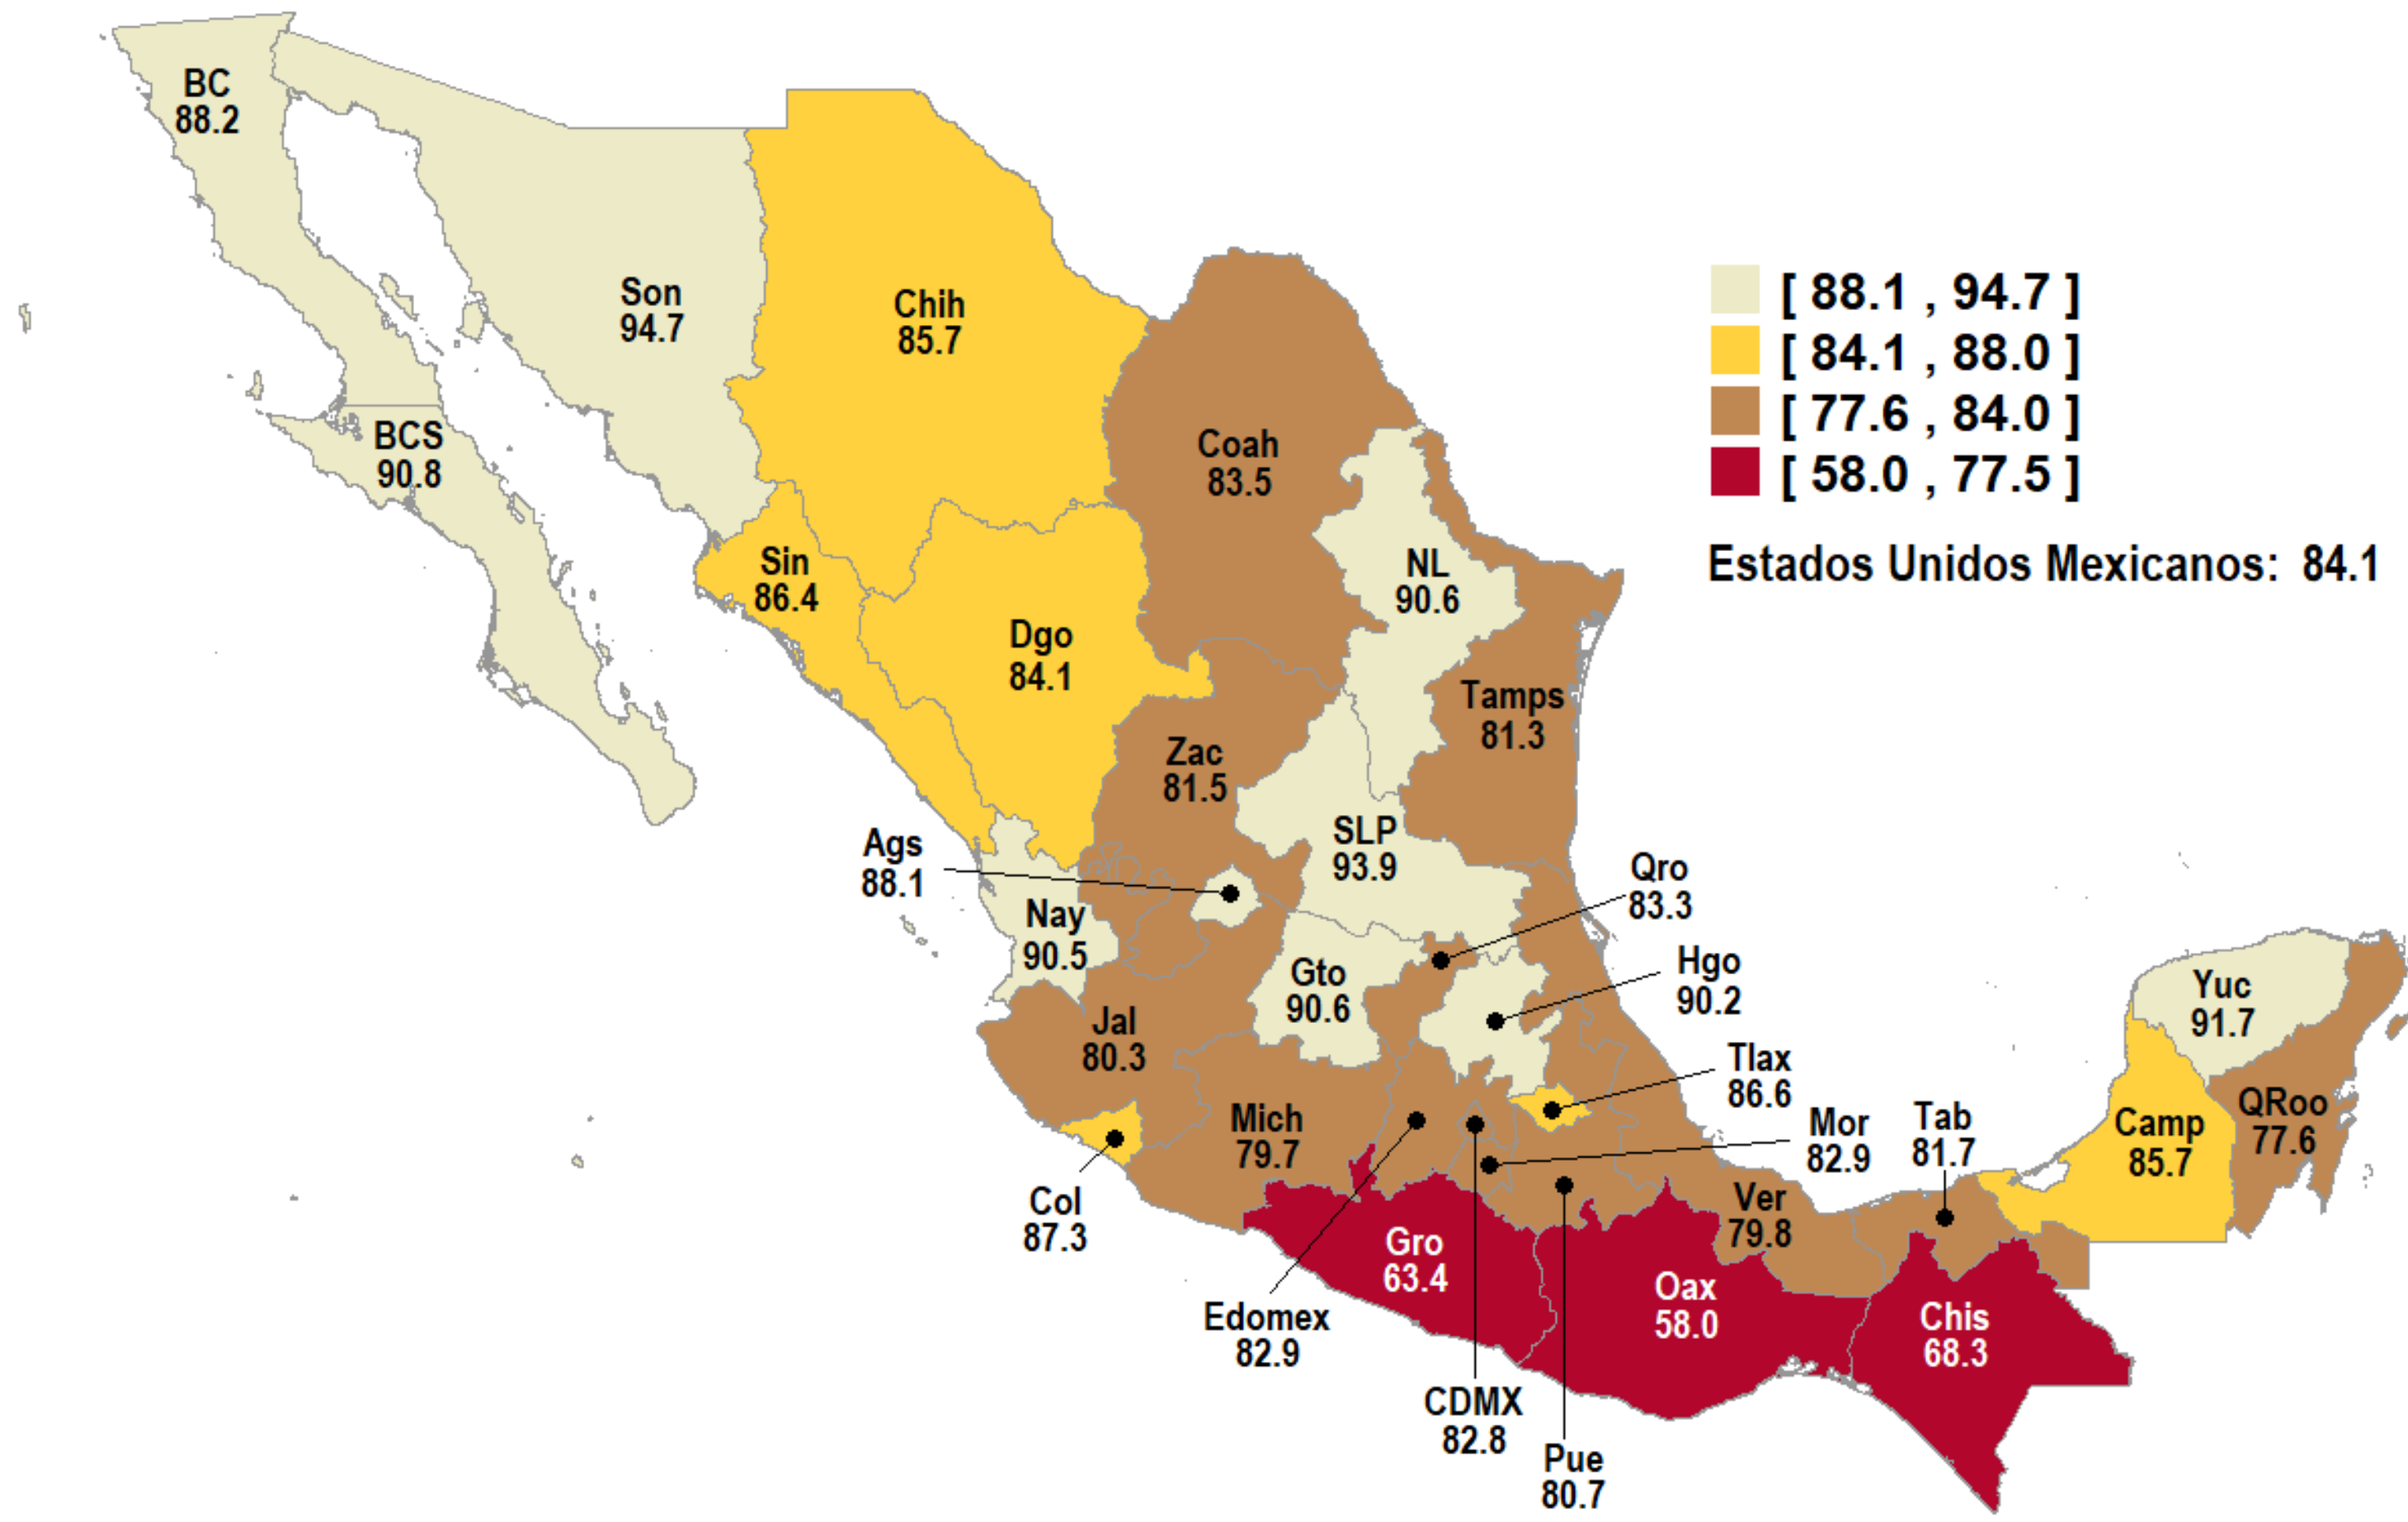 BC
88.2
Son
94.7
Chih
85.7
BCS
90.8
Coah
83.5
[ 88.1 , 94.7 ]
[ 84.1 , 88.0 ]
[ 77.6 , 84.0 ]
[ 58.0 , 77.5 ]
Estados Unidos Mexicanos: 84.1
Sin
86.4
NL
90.6
Dgo
84.1
Tamps
81.3
Zac
81.5
Ags
88.1
SLP
93.9
Qro
83.3
Nay
90.5
Gto
90.6
Hgo
90.2
Yuc
91.7
Jal
80.3
Tlax
86.6
Mich
79.7
Mor
82.9
Tab
81.7
Camp
85.7
QRoo
77.6
Col
87.3
Ver
79.8
Gro
63.4
Oax
58.0
Chis
68.3
Edomex
82.9
CDMX
82.8
Pue
80.7